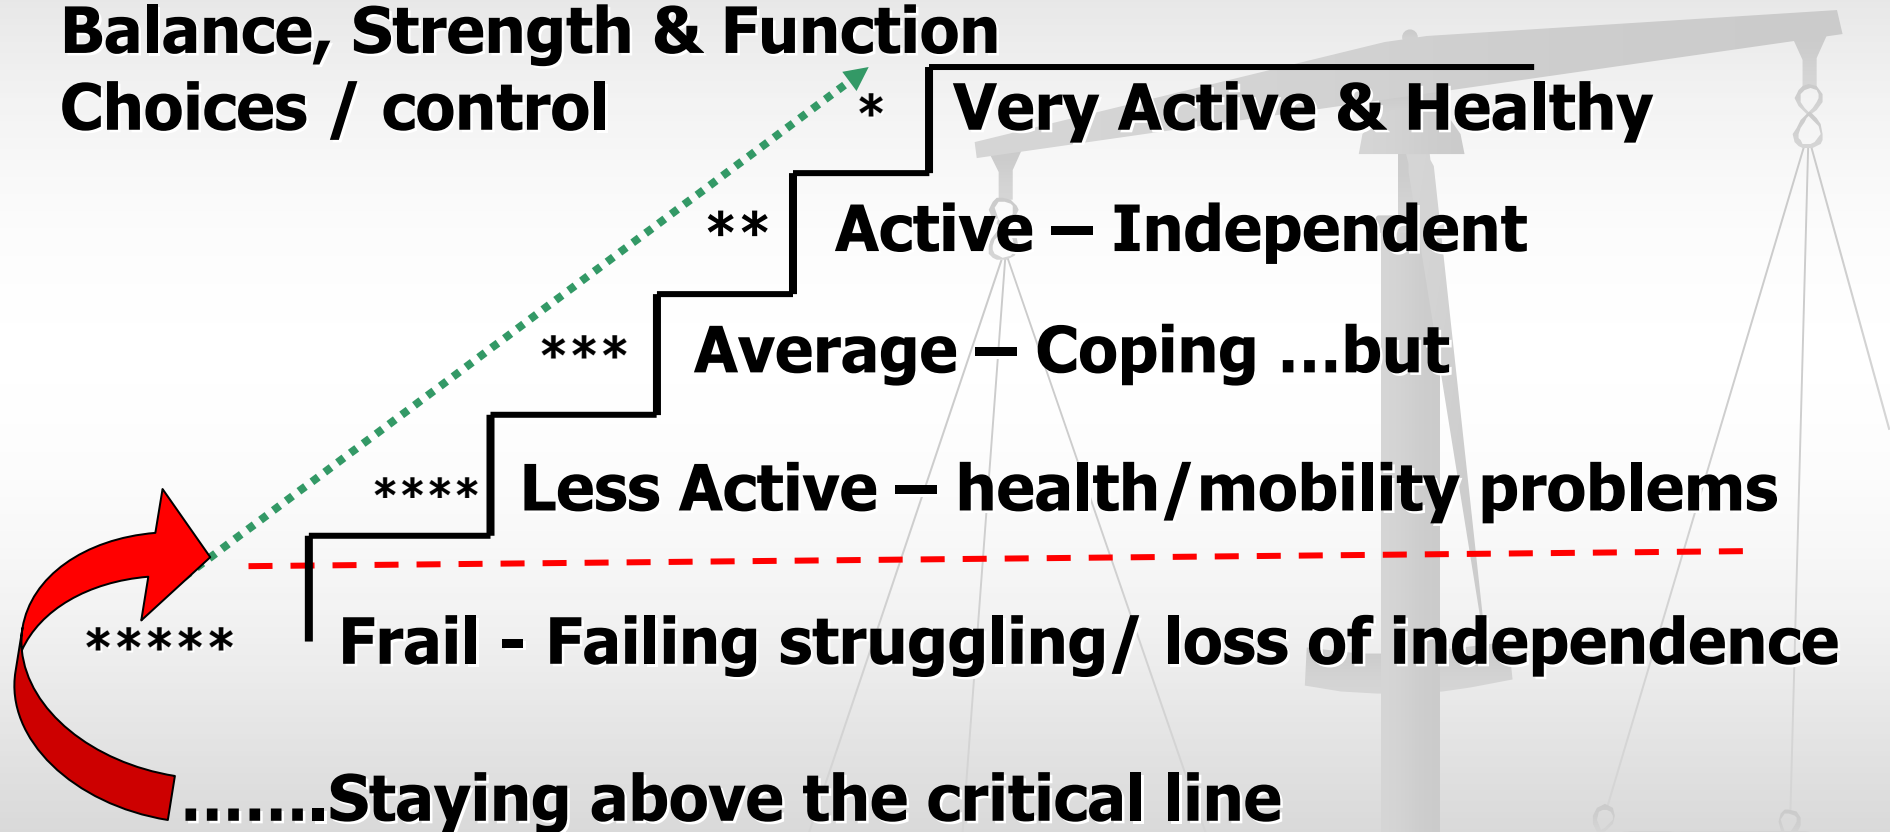 Balance, Strength & Function
Choices / control
* Very Active & Healthy
** Active – Independent
*** Average – Coping ...but
**** Less Active – health/mobility problems
***** Frail - Failing struggling/ loss of independence
.......Staying above the critical line